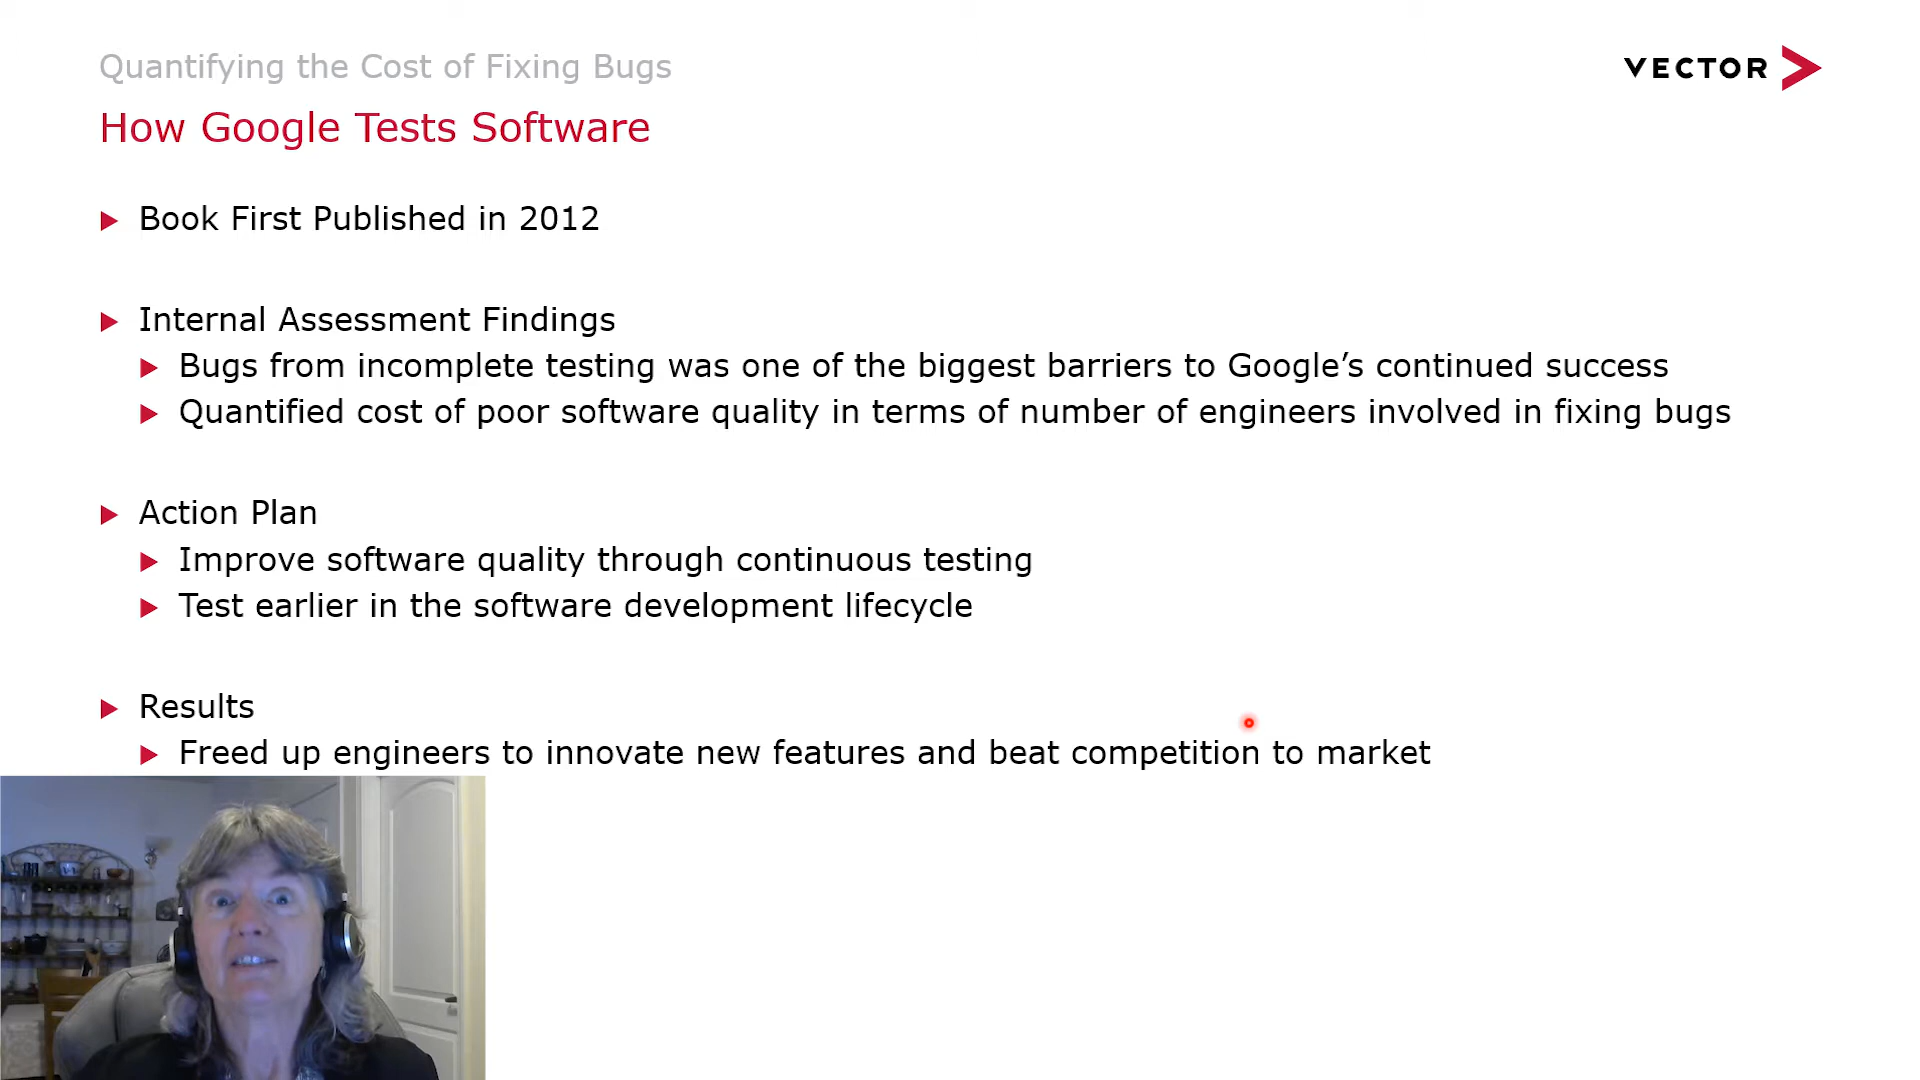 Quantifying the Cost of Fixing Bugs
VECTOR
How Google Tests Software
Book First Published in 2012
Internal Assessment Findings
Bugs from incomplete testing was one of the biggest barriers to Google’s continued success
Quantified cost of poor software quality in terms of number of engineers involved in fixing bugs
Action Plan
Improve software quality through continuous testing
Test earlier in the software development lifecycle
Results
Freed up engineers to innovate new features and beat competition to market